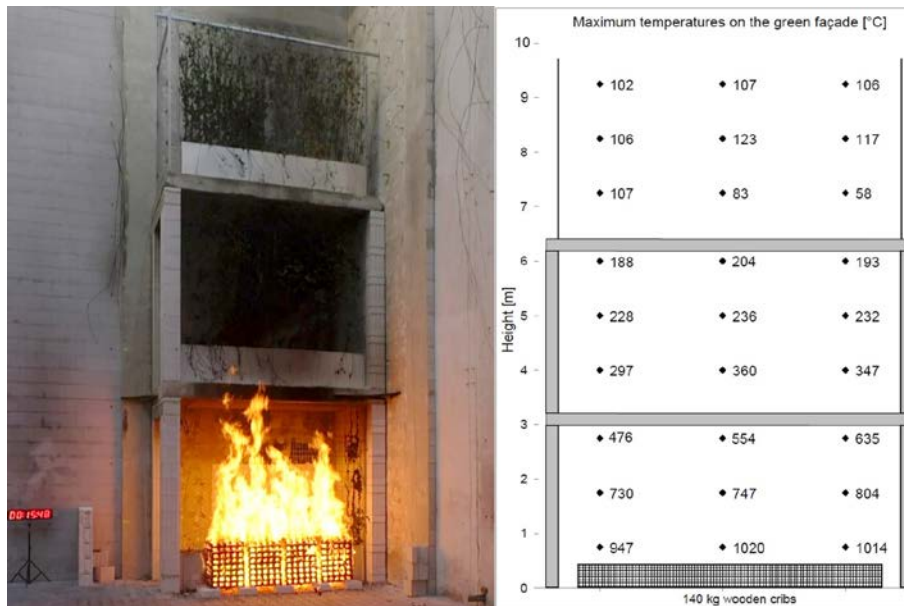 00:15:40
Maximum temperatures on the green façade [°C]
10
102 107 106
9
106 123 117
8
107 83 58
7
188 204 193
6
228 236 232
5
Height [m]
297 360 347
4
3
476 554 635
2
730 747 804
1
947 1020 1014
0
140 kg wooden cribs